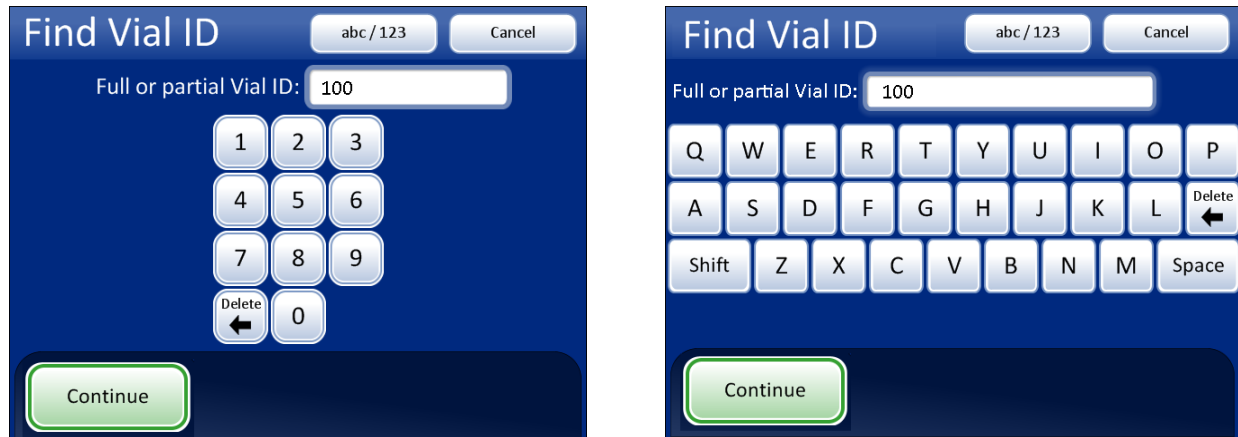 Find Vial ID abc / 123 Cancel
Full or partial Vial ID: 100
1 2 3
4 5 6
7 8 9
Delete 0
Continue
Find Vial ID abc / 123 Cancel
Full or partial Vial ID: 100
Q W E R T Y U I O P
A S D F G H J K L Delete
Shift Z X C V B N M Space
Continue